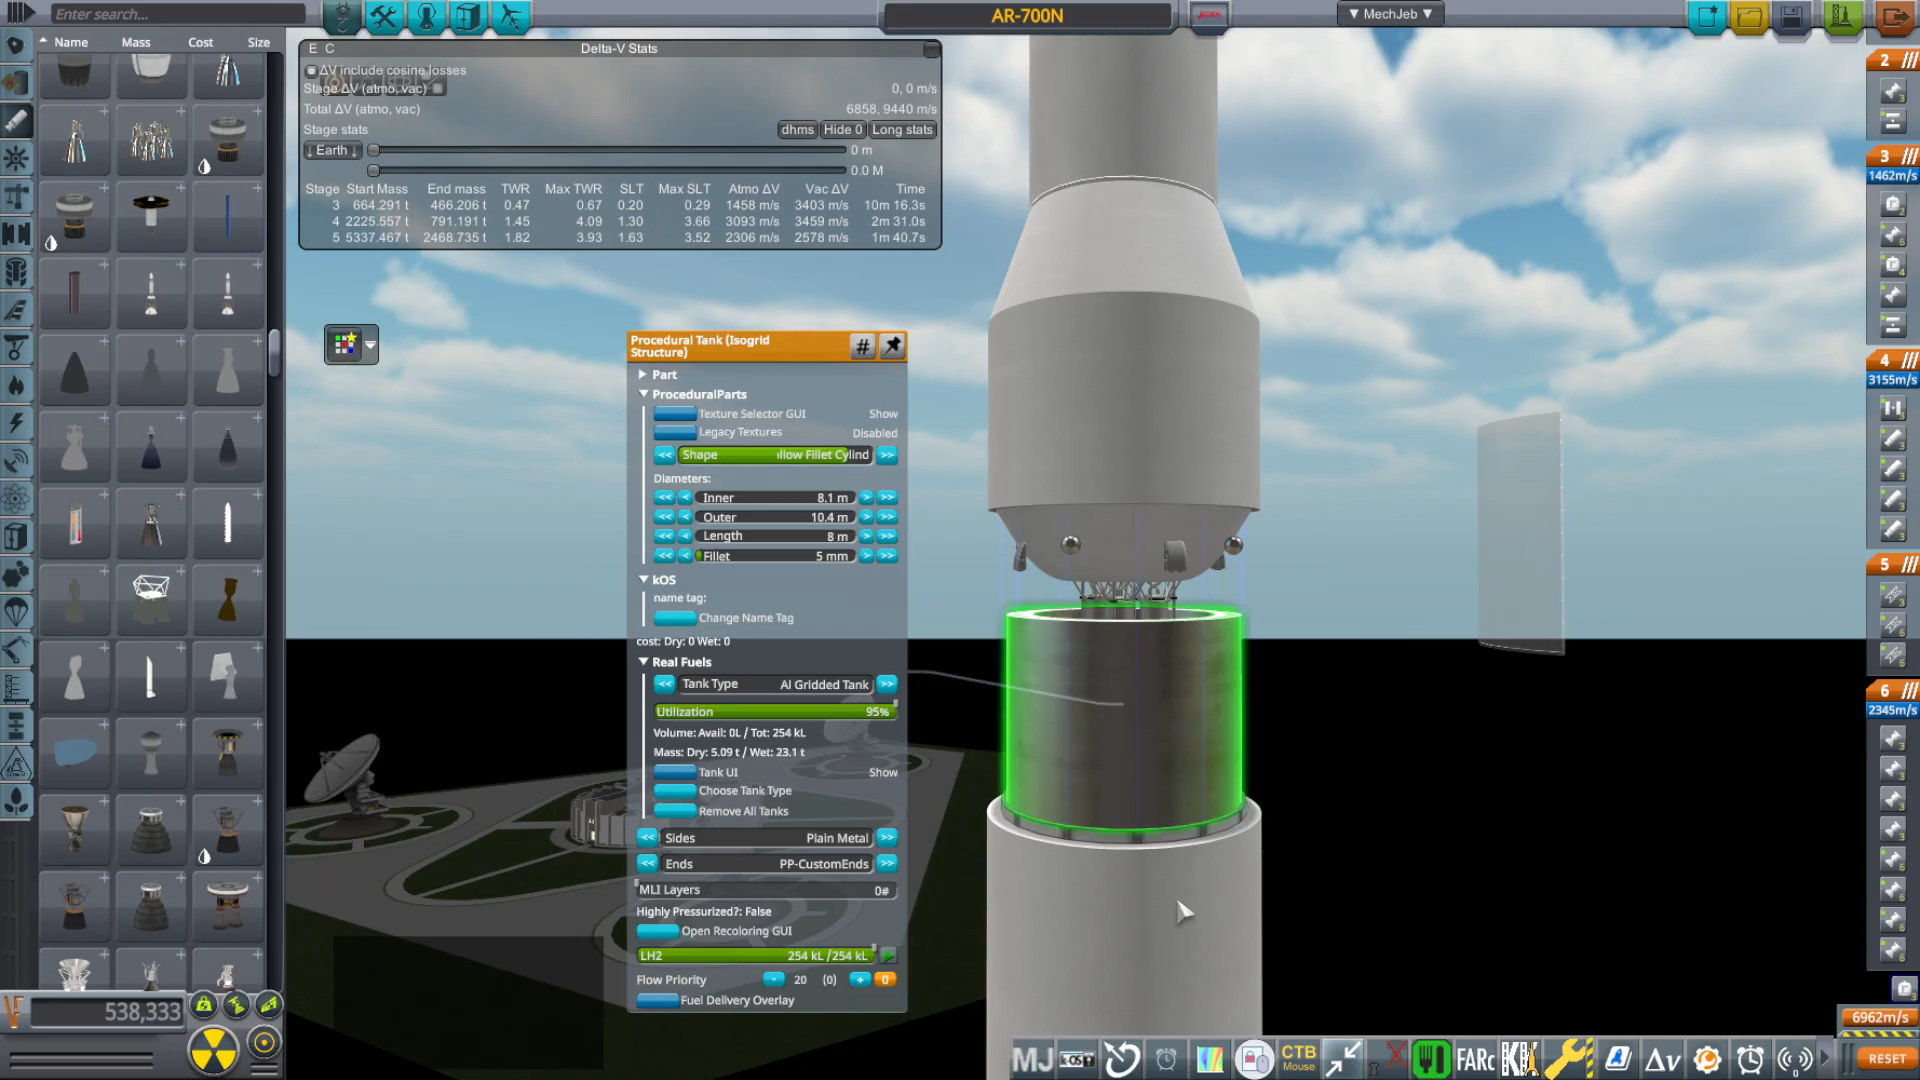 Enter search...
AR-700N
▼ MechJeb ▼
Name Mass Cost Size
E C Delta-V Stats
ΔV include cosine losses
Stage ΔV (atmo, vac) 0, 0 m/s
Total ΔV (atmo, vac) 6858, 9440 m/s
Stage stats dhms Hide 0 Long stats
↓ Earth ↓ 0 m
0.0 M
Stage Start Mass End mass TWR Max TWR SLT Max SLT Atmo ΔV Vac ΔV Time
3 664.291 t 466.206 t 0.47 0.67 0.20 0.29 1458 m/s 3403 m/s 10m 16.3s
4 2225.557 t 791.191 t 1.45 4.09 1.30 3.66 3093 m/s 3459 m/s 2m 31.0s
5 5337.467 t 2468.735 t 1.82 3.93 1.63 3.52 2306 m/s 2578 m/s 1m 40.7s
Procedural Tank (Isogrid
Structure)
#
Part
ProceduralParts
Texture Selector GUI Show
Legacy Textures Disabled
<< Shape llow Fillet Cylind >>
Diameters:
<< < Inner 8.1 m > >>
<< < Outer 10.4 m > >>
<< < Length 8 m > >>
<< < Fillet 5 mm > >>
kOS
name tag:
Change Name Tag
cost: Dry: 0 Wet: 0
Real Fuels
<< Tank Type Al Gridded Tank >>
Utilization 95%
Volume: Avail: 0L / Tot: 254 kL
Mass: Dry: 5.09 t / Wet: 23.1 t
Tank UI Show
Choose Tank Type
Remove All Tanks
<< Sides Plain Metal >>
<< Ends PP-CustomEnds >>
MLI Layers 0#
Highly Pressurized?: False
Open Recoloring GUI
LH2 254 kL /254 kL
Flow Priority - 20 (0) + 0
Fuel Delivery Overlay
2
3
1462m/s
4
3155m/s
5
6
2345m/s
6962m/s
538,333
MJ kOS CTB
Mouse FARc Δv RESET